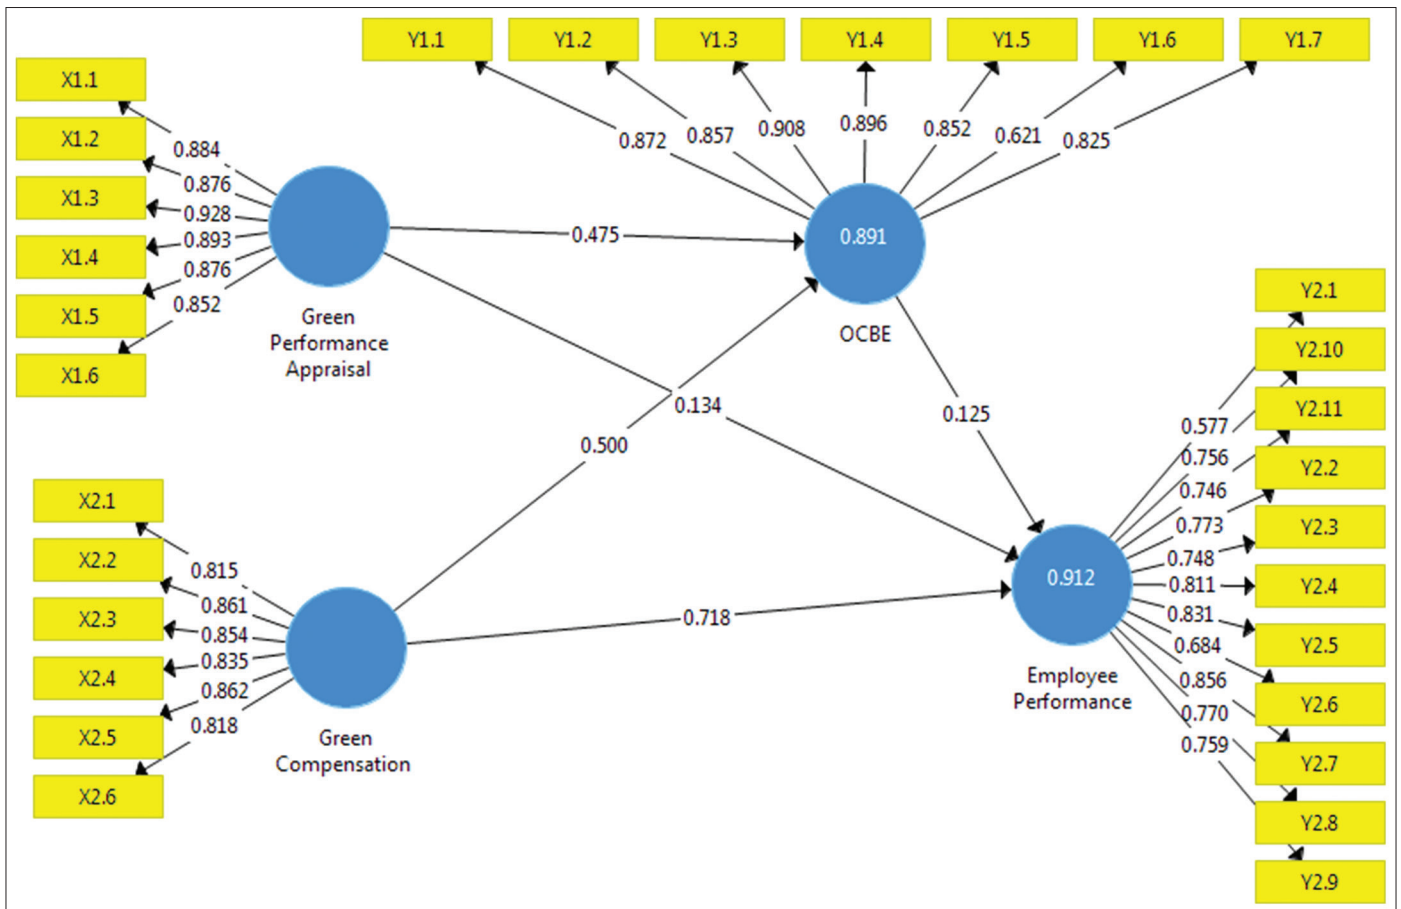 Y1.1
Y1.2
Y1.3
Y1.4
Y1.5
Y1.6
Y1.7
0.872
0.857
0.908
0.896
0.852
0.621
0.825
X1.1
X1.2
X1.3
X1.4
X1.5
X1.6
0.884
0.876
0.928
0.893
0.876
0.852
Green
Performance
Appraisal
0.475
0.891
OCBE
0.134
0.500
0.125
X2.1
X2.2
X2.3
X2.4
X2.5
X2.6
0.815
0.861
0.854
0.835
0.862
0.818
Green
Compensation
0.718
0.912
Employee
Performance
0.577
0.756
0.746
0.773
0.748
0.811
0.831
0.684
0.856
0.770
0.759
Y2.1
Y2.10
Y2.11
Y2.2
Y2.3
Y2.4
Y2.5
Y2.6
Y2.7
Y2.8
Y2.9